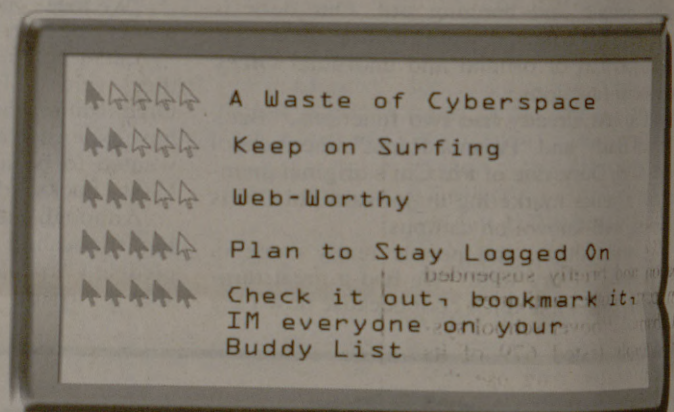 A Waste of Cyberspace
Keep on Surfing
Web-Worthy
Plan to Stay Logged On
Check it out, bookmark it,
IM everyone on your
Buddy List